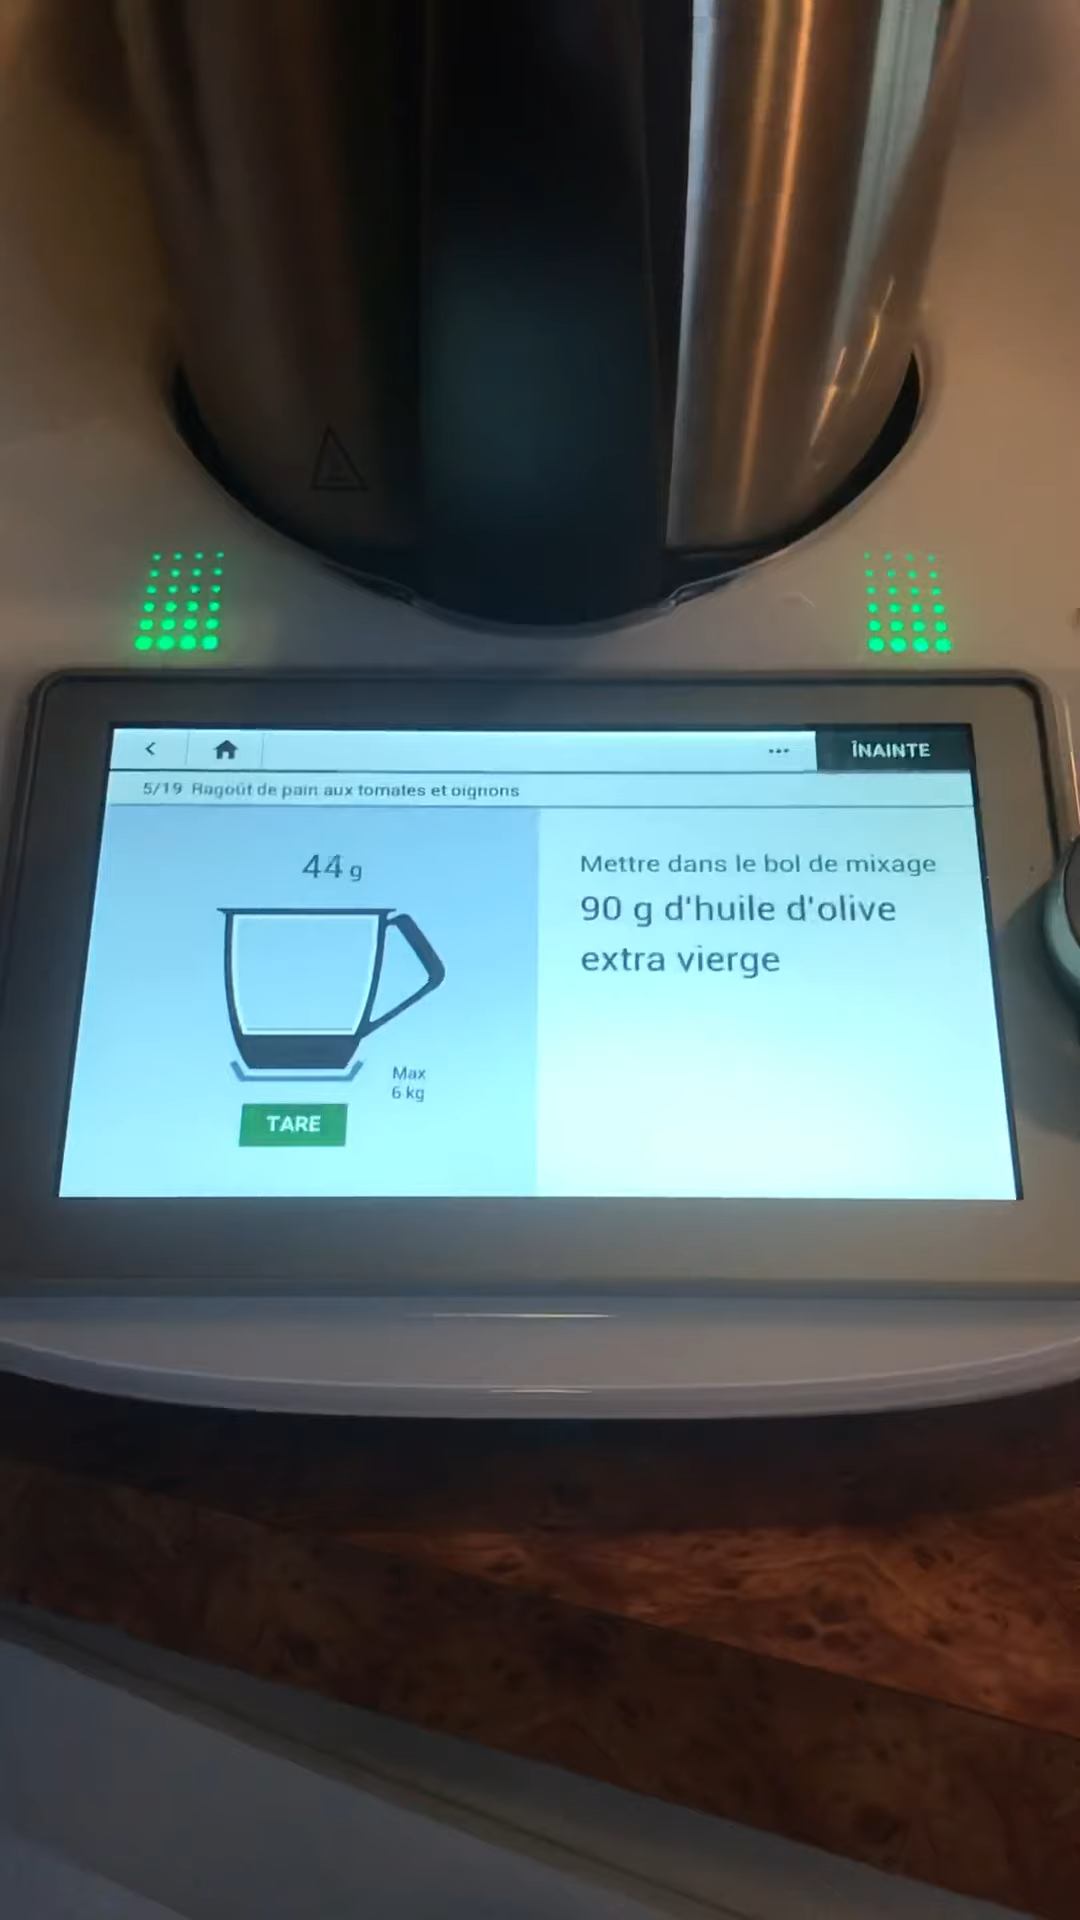 ÎNAINTE
5/19 Ragoût de pain aux tomates et oignons
44 g
Max
6 kg
TARE
Mettre dans le bol de mixage
90 g d'huile d'olive
extra vierge